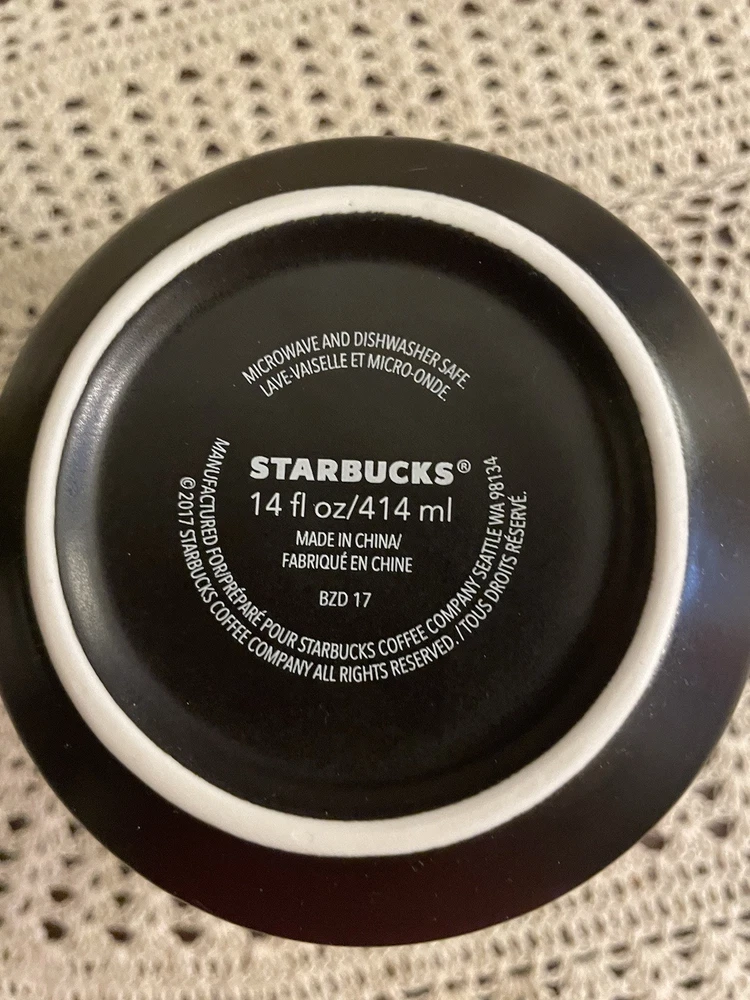 MICROWAVE AND DISHWASHER SAFE.
LAVE-VAISELLE ET MICRO-ONDE.
STARBUCKS®
14 fl oz/414 ml
MADE IN CHINA/
FABRIQUÉ EN CHINE
BZD 17
MANUFACTURED FOR/PRÉPARÉ POUR STARBUCKS COFFEE COMPANY SEATTLE WA 98134
©2017 STARBUCKS COFFEE COMPANY ALL RIGHTS RESERVED. / TOUS DROITS RÉSERVÉ.